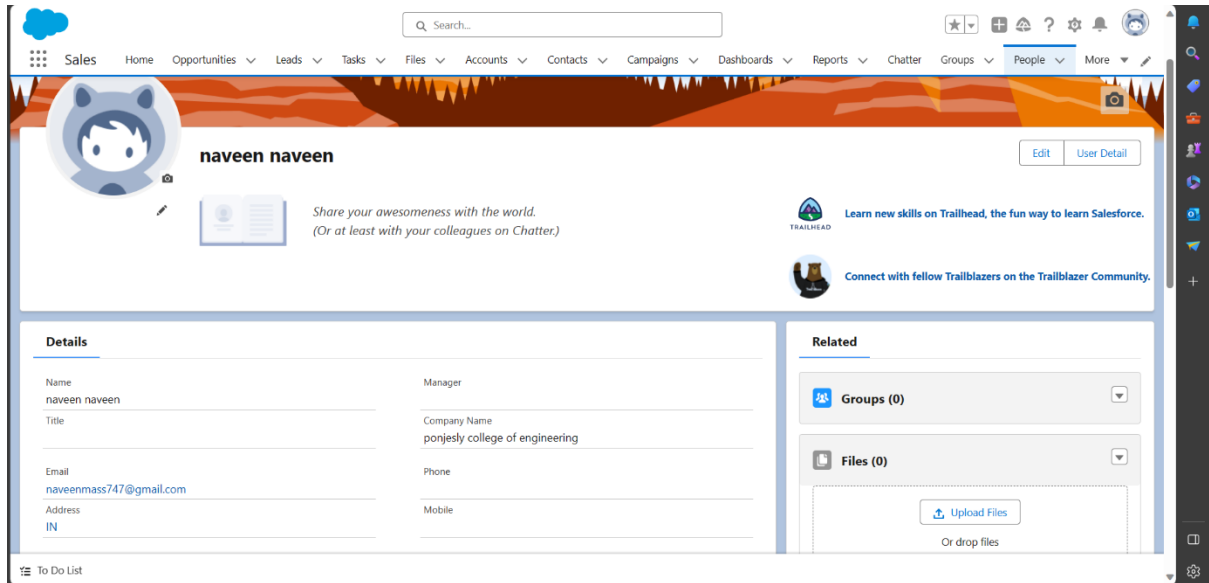 Search...
Sales Home Opportunities Leads Tasks Files Accounts Contacts Campaigns Dashboards Reports Chatter Groups People More
naveen naveen
Edit User Detail
Share your awesomeness with the world.
(Or at least with your colleagues on Chatter.)
TRAILHEAD
Learn new skills on Trailhead, the fun way to learn Salesforce.
Connect with fellow Trailblazers on the Trailblazer Community.
Details
Name
naveen naveen
Manager
Title
Company Name
ponjesly college of engineering
Email
naveenmass747@gmail.com
Phone
Address
IN
Mobile
Related
Groups (0)
Files (0)
Upload Files
Or drop files
To Do List